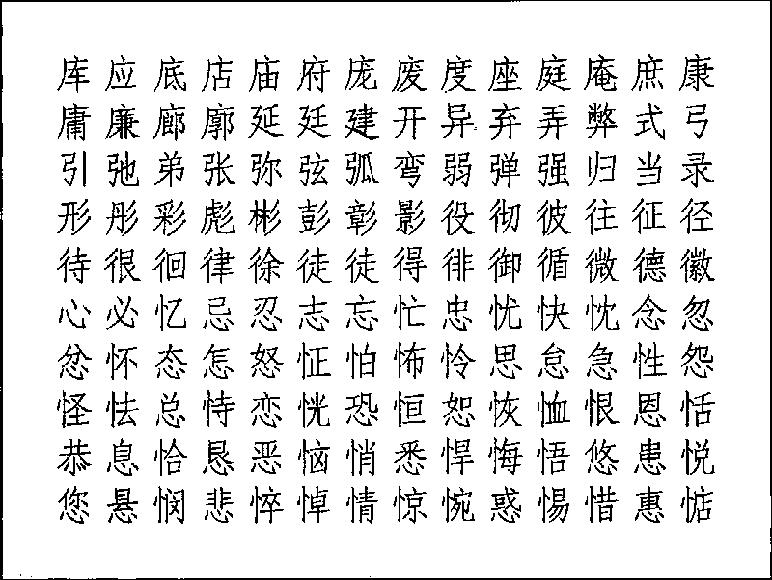 库应底店庙府庞废度座庭庵庶康
庸廉廊廓延廷建开异弃弄弊式弓
引弛弟张弥弦弧弯弱弹强归当录
形彤彩彪彬彭彰影役彻彼往征径
待很徊律徐徒徒得徘御循微德徽
心必忆忌忍志忘忙忠忧快忱念忽
忿怀态怎怒怔怕怖怜思怠急性怨
怪怯总恃恋恍恐恒恕恢恤恨恩恬
恭息恰恳恶恼悄悉悍悔悟悠患悦
您悬悯悲悴悼情惊惋惑惕惜惠惦